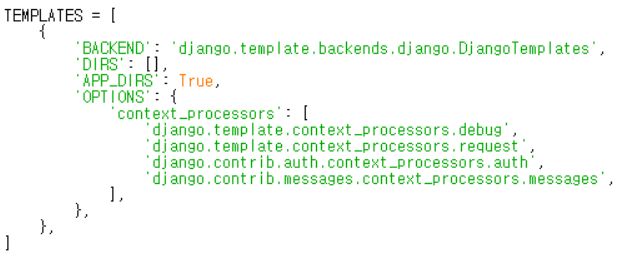 TEMPLATES = [
    {
        'BACKEND': 'django.template.backends.django.DjangoTemplates',
        'DIRS': [],
        'APP_DIRS': True,
        'OPTIONS': {
            'context_processors': [
                'django.template.context_processors.debug',
                'django.template.context_processors.request',
                'django.contrib.auth.context_processors.auth',
                'django.contrib.messages.context_processors.messages',
            ],
        },
    },
]